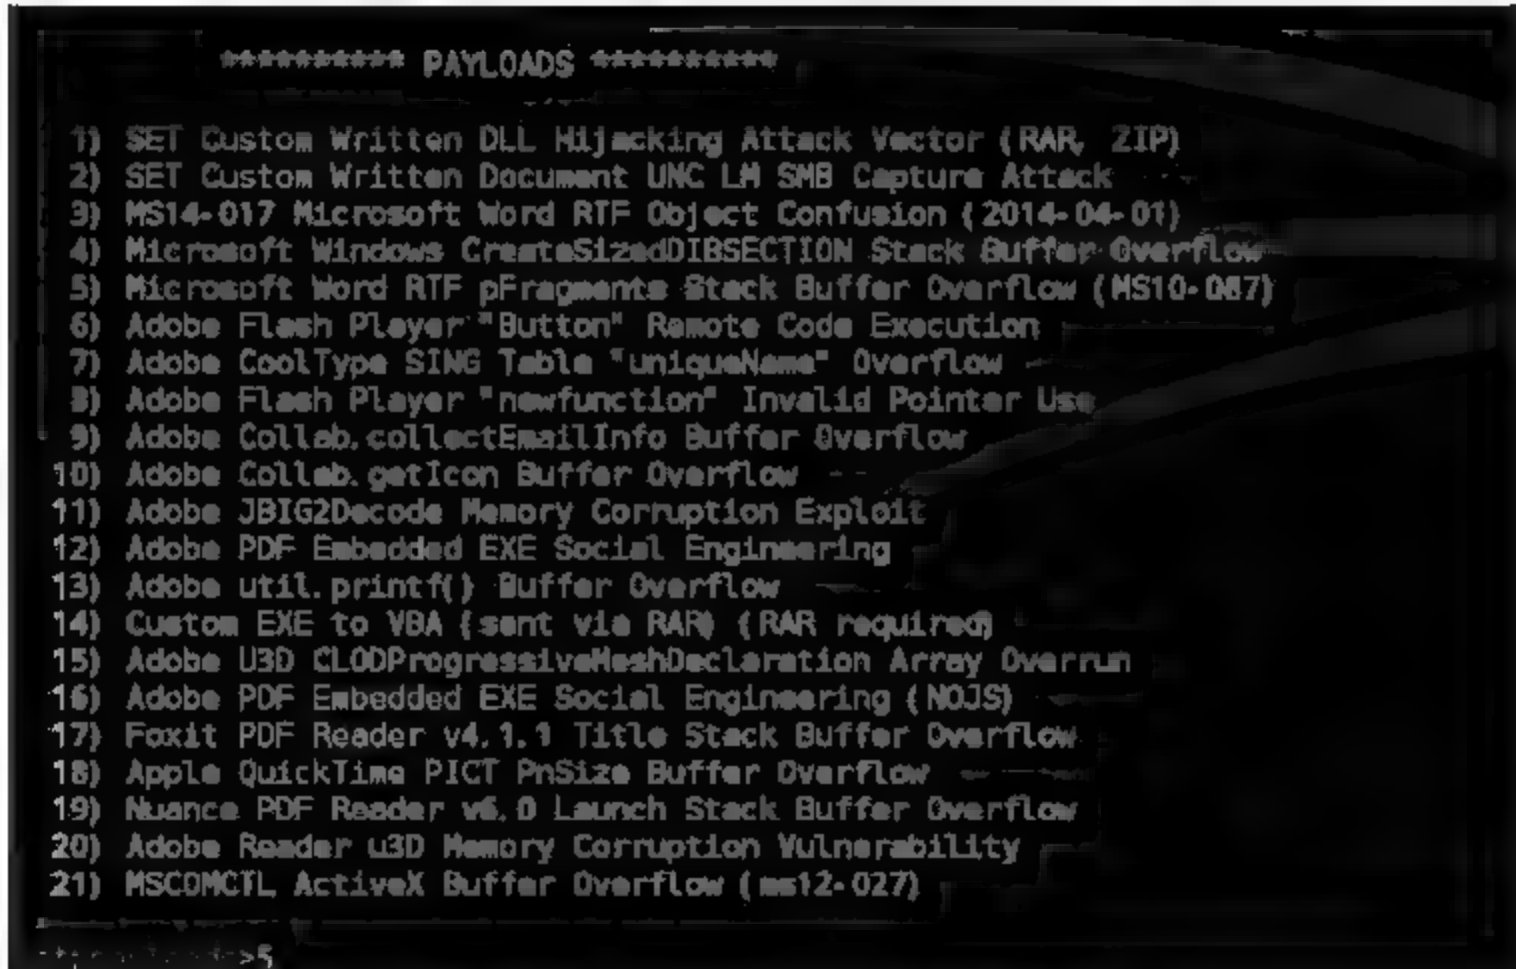 ********** PAYLOADS **********
1) SET Custom Written DLL Hijacking Attack Vector (RAR, ZIP)
2) SET Custom Written Document UNC LM SMB Capture Attack
3) MS14-017 Microsoft Word RTF Object Confusion (2014-04-01)
4) Microsoft Windows CreateSizedDIBSECTION Stack Buffer Overflow
5) Microsoft Word RTF pFragments Stack Buffer Overflow (MS10-087)
6) Adobe Flash Player "Button" Remote Code Execution
7) Adobe CoolType SING Table "uniqueName" Overflow
8) Adobe Flash Player "newfunction" Invalid Pointer Use
9) Adobe Collab.collectEmailInfo Buffer Overflow
10) Adobe Collab.getIcon Buffer Overflow
11) Adobe JBIG2Decode Memory Corruption Exploit
12) Adobe PDF Embedded EXE Social Engineering
13) Adobe util.printf() Buffer Overflow
14) Custom EXE to VBA (sent via RAR) (RAR required)
15) Adobe U3D CLODProgressiveMeshDeclaration Array Overrun
16) Adobe PDF Embedded EXE Social Engineering (NOJS)
17) Foxit PDF Reader v4.1.1 Title Stack Buffer Overflow
18) Apple QuickTime PICT PnSize Buffer Overflow
19) Nuance PDF Reader v6.0 Launch Stack Buffer Overflow
20) Adobe Reader u3D Memory Corruption Vulnerability
21) MSCOMCTL ActiveX Buffer Overflow (ms12-027)
>5